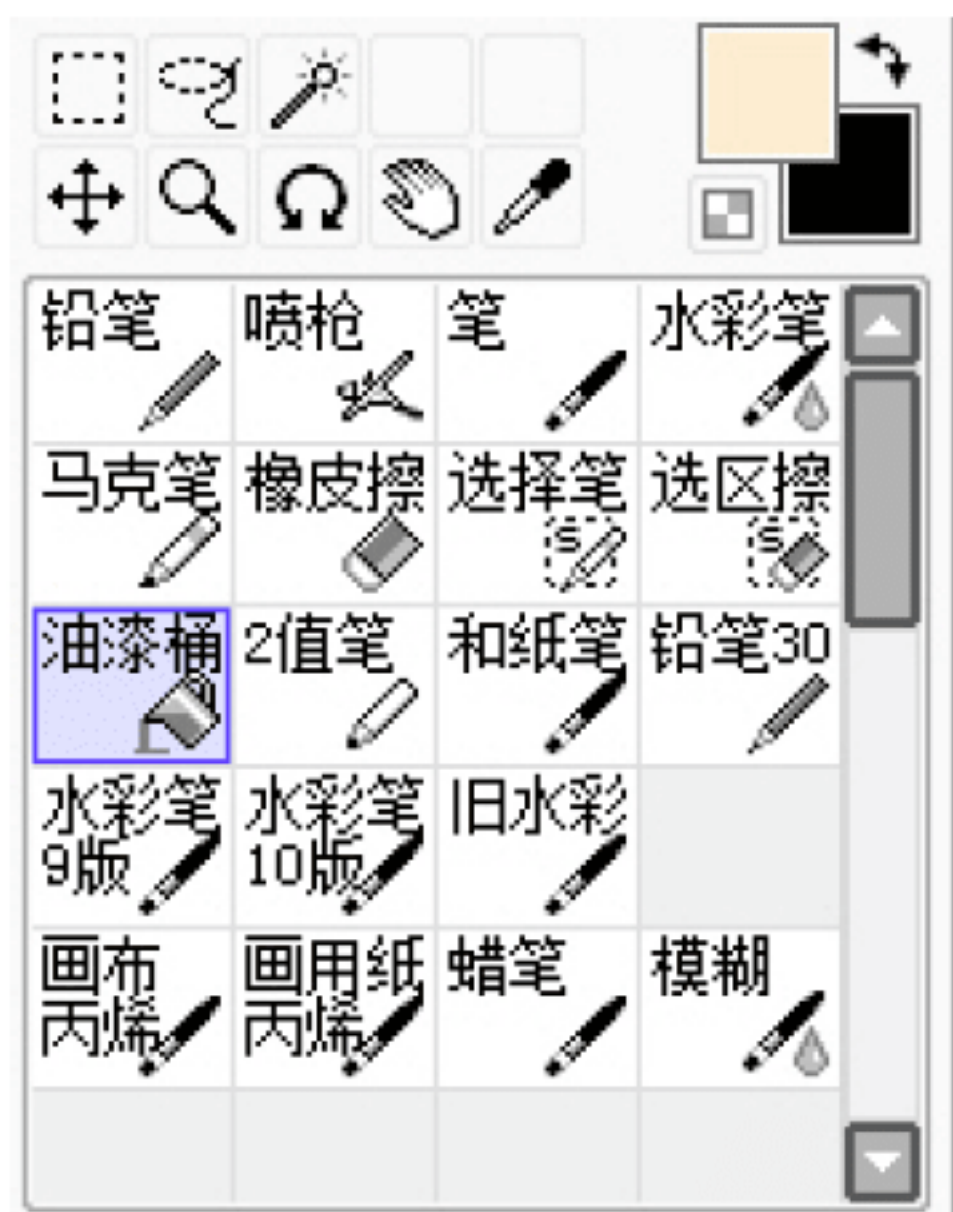 铅笔 喷枪 笔 水彩笔
马克笔 橡皮擦 选择笔 选区擦
油漆桶 2值笔 和纸笔 铅笔30
水彩笔 水彩笔 旧水彩
9版 10版
画布 画用纸 蜡笔 模糊
丙烯 丙烯